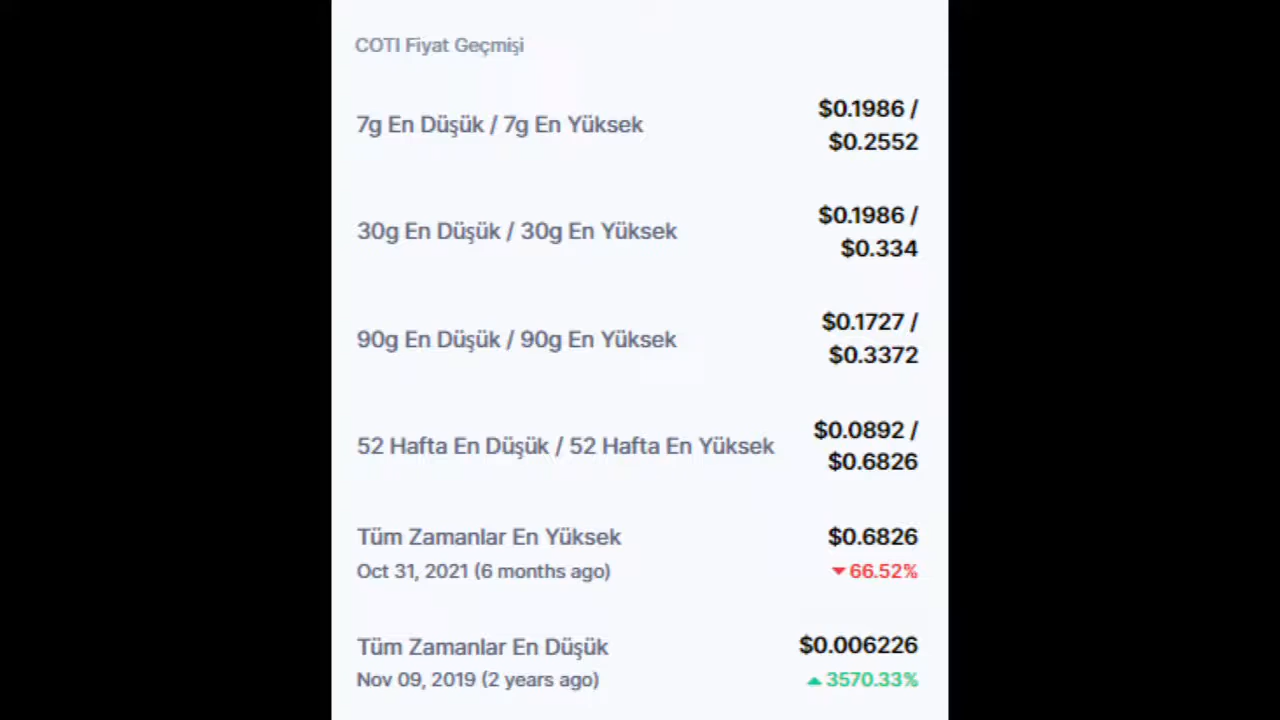 COTI Fiyat Geçmişi
7g En Düşük / 7g En Yüksek
$0.1986 /
$0.2552
30g En Düşük / 30g En Yüksek
$0.1986 /
$0.334
90g En Düşük / 90g En Yüksek
$0.1727 /
$0.3372
52 Hafta En Düşük / 52 Hafta En Yüksek
$0.0892 /
$0.6826
Tüm Zamanlar En Yüksek
$0.6826
Oct 31, 2021 (6 months ago)
66.52%
Tüm Zamanlar En Düşük
$0.006226
Nov 09, 2019 (2 years ago)
3570.33%